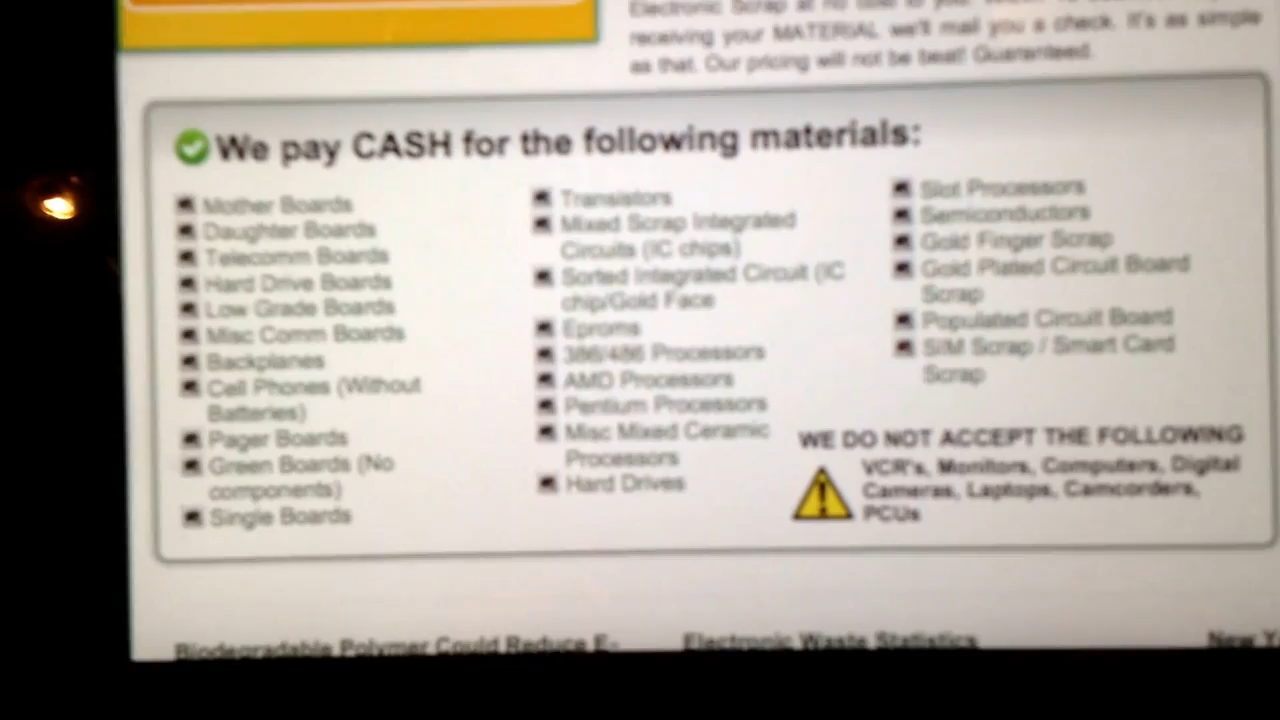 Electronic Scrap at no cost to you.
receiving your MATERIAL we'll mail you a check. It's as simple
as that. Our pricing will not be beat! Guaranteed.
We pay CASH for the following materials:
Mother Boards
Daughter Boards
Telecomm Boards
Hard Drive Boards
Low Grade Boards
Misc Comm Boards
Backplanes
Cell Phones (Without
Batteries)
Pager Boards
Green Boards (No
components)
Single Boards
Transistors
Mixed Scrap Integrated
Circuits (IC chips)
Sorted Integrated Circuit (IC
chip/Gold Face
Eproms
386/486 Processors
AMD Processors
Pentium Processors
Misc Mixed Ceramic
Processors
Hard Drives
Slot Processors
Semiconductors
Gold Finger Scrap
Gold Plated Circuit Board
Scrap
Populated Circuit Board
SIM Scrap / Smart Card
Scrap
WE DO NOT ACCEPT THE FOLLOWING
VCR's, Monitors, Computers, Digital
Cameras, Laptops, Camcorders,
PCUs
Biodegradable Polymer Could Reduce E-
Electronic Waste Statistics
New Y